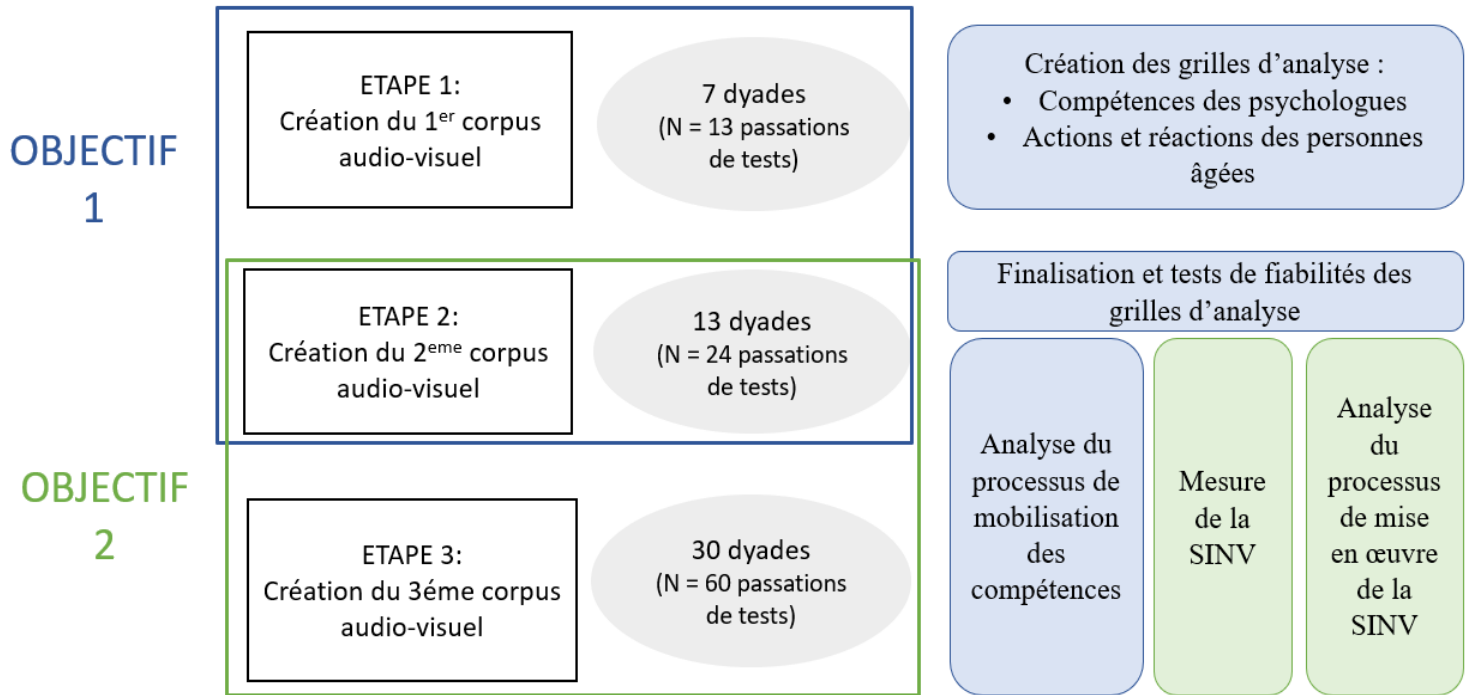 OBJECTIF
1
ETAPE 1:
Création du 1er corpus
audio-visuel
7 dyades
(N = 13 passations
de tests)
Création des grilles d’analyse :
• Compétences des psychologues
• Actions et réactions des personnes
âgées
OBJECTIF
2
ETAPE 2:
Création du 2eme corpus
audio-visuel
13 dyades
(N = 24 passations
de tests)
Finalisation et tests de fiabilités des
grilles d’analyse
ETAPE 3:
Création du 3éme corpus
audio-visuel
30 dyades
(N = 60 passations
de tests)
Analyse du
processus de
mobilisation
des
compétences
Mesure
de la
SINV
Analyse
du
processus
de mise
en œuvre
de la
SINV